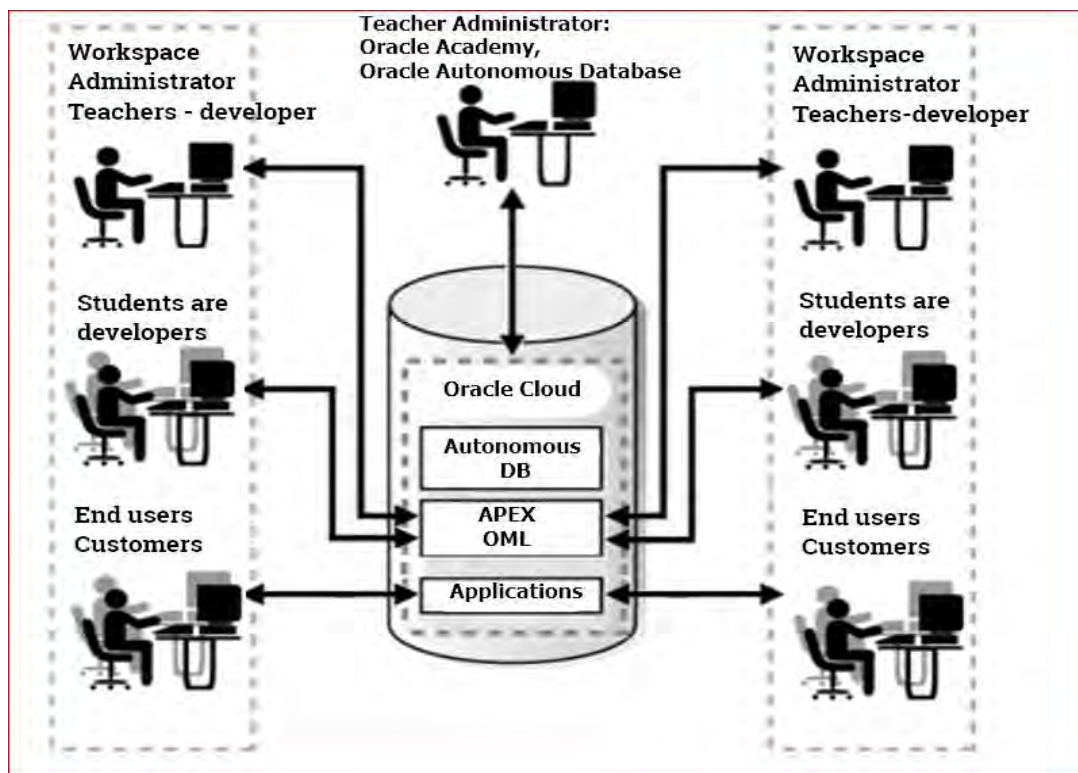 Teacher Administrator:
Oracle Academy,
Oracle Autonomous Database
Workspace
Administrator
Teachers - developer
Students are
developers
End users
Customers
Oracle Cloud
Autonomous
DB
APEX
OML
Applications
Workspace
Administrator
Teachers-developer
Students are
developers
End users
Customers